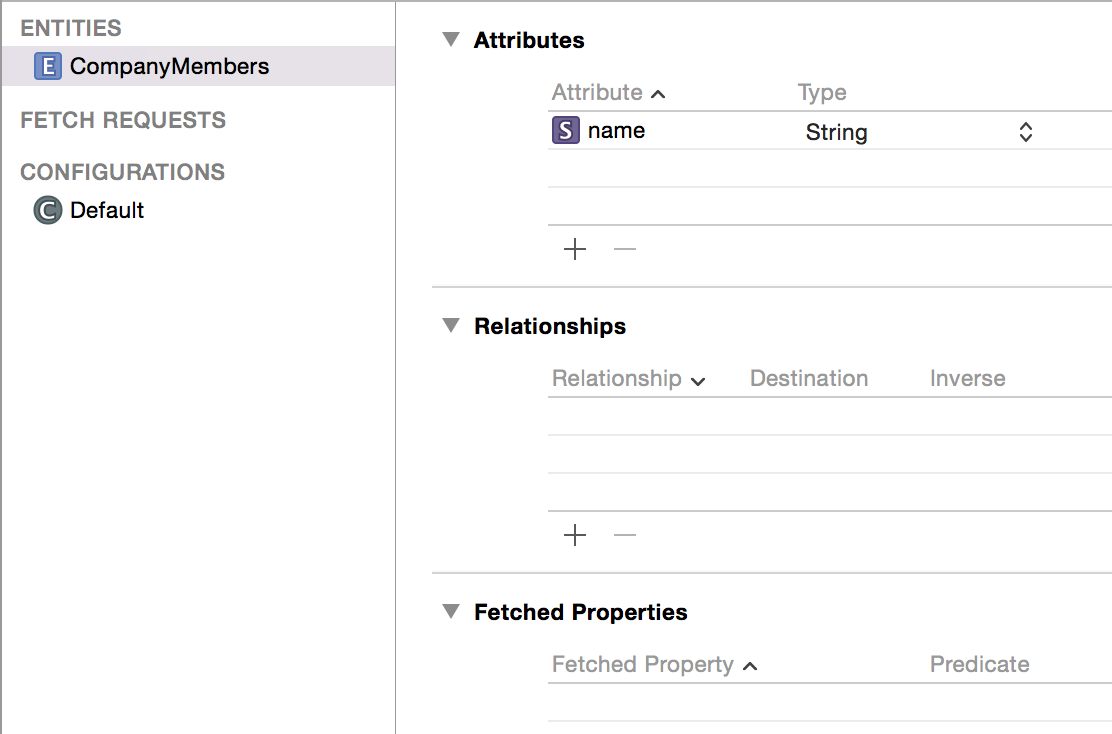 ENTITIES
E CompanyMembers
FETCH REQUESTS
CONFIGURATIONS
C Default
Attributes
Attribute Type
S name String
Relationships
Relationship Destination Inverse
Fetched Properties
Fetched Property Predicate